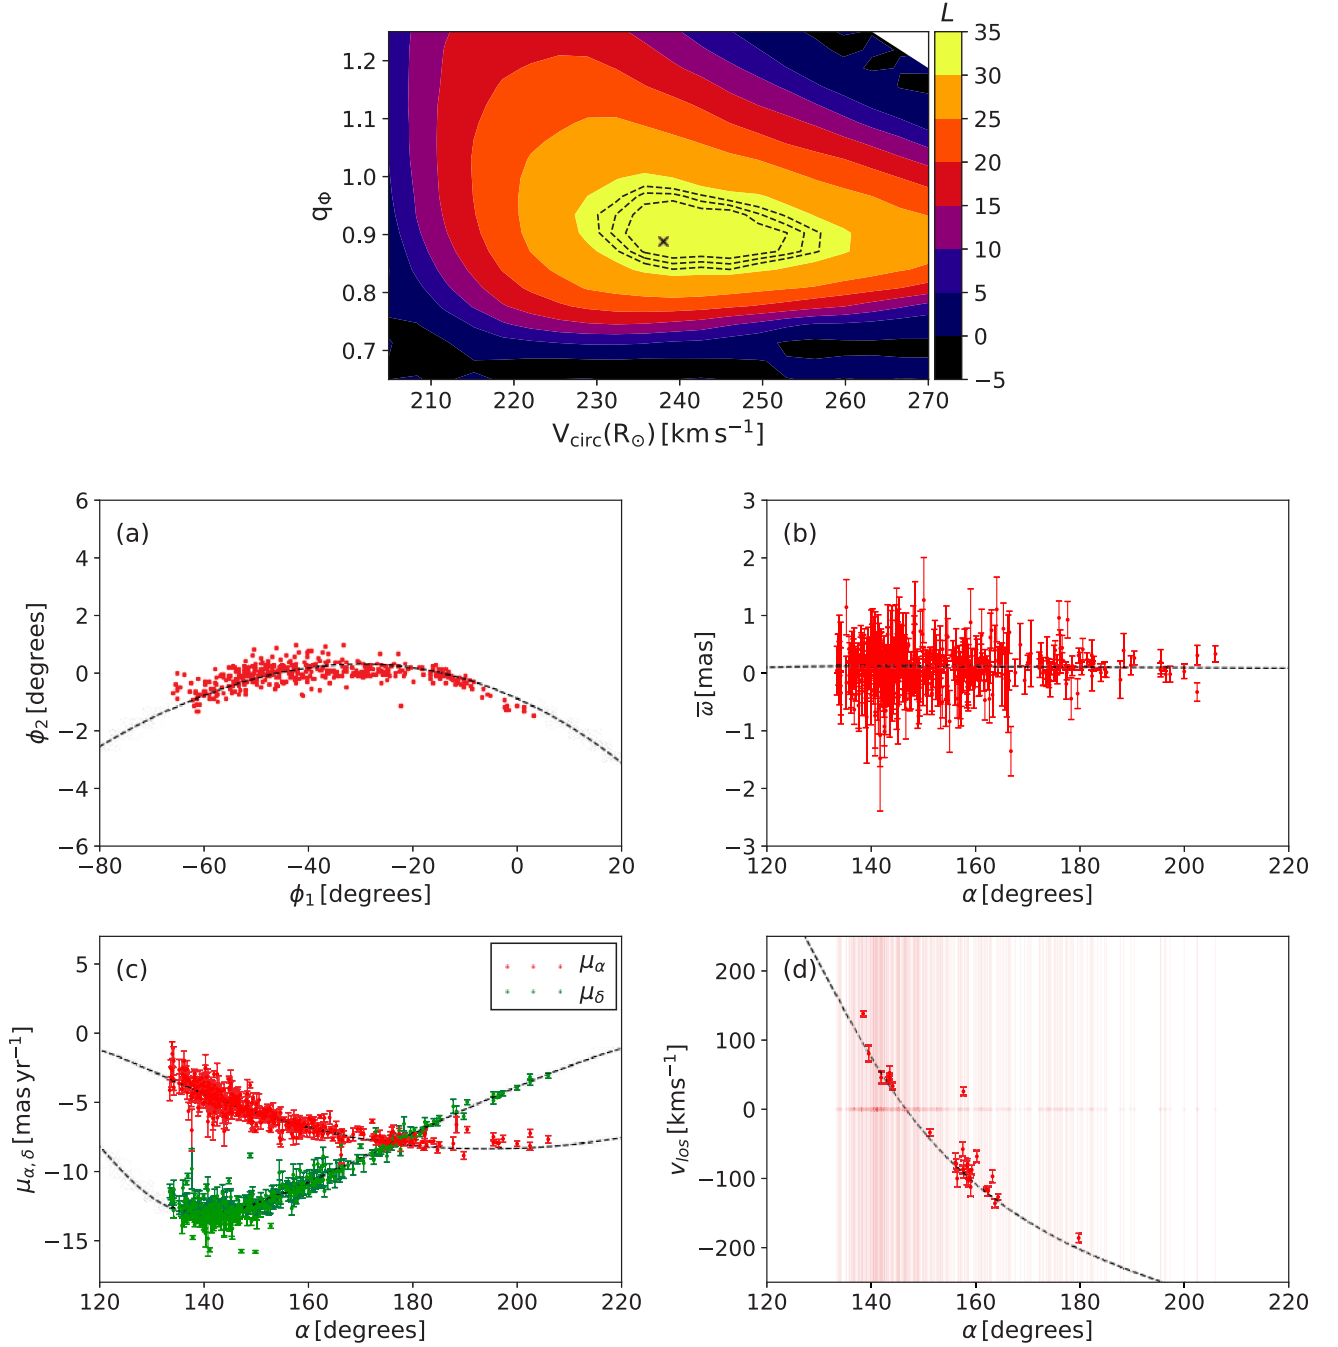 L
35
30
25
20
15
10
5
0
−5
1.2
1.1
1.0
0.9
0.8
0.7
qΦ
210 220 230 240 250 260 270
Vcirc(R⊙) [km s−1]
(a)
6
4
2
0
−2
−4
−6
ϕ2 [degrees]
−80 −60 −40 −20 0 20
ϕ1 [degrees]
(b)
3
2
1
0
−1
−2
−3
ϖ [mas]
120 140 160 180 200 220
α [degrees]
(c)
μα
μδ
5
0
−5
−10
−15
μα,δ [mas yr−1]
120 140 160 180 200 220
α [degrees]
(d)
200
100
0
−100
−200
vlos [kms−1]
120 140 160 180 200 220
α [degrees]